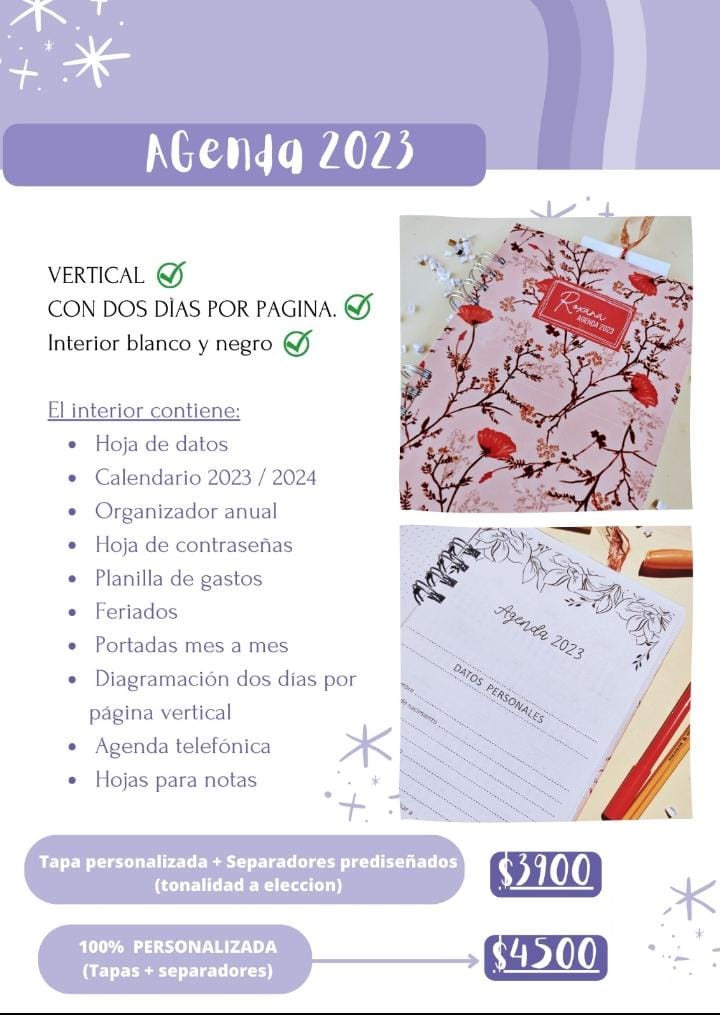 AGenda 2023
VERTICAL
CON DOS DÌAS POR PAGINA.
Interior blanco y negro
El interior contiene:
Hoja de datos
Calendario 2023 / 2024
Organizador anual
Hoja de contraseñas
Planilla de gastos
Feriados
Portadas mes a mes
Diagramación dos días por
página vertical
Agenda telefónica
Hojas para notas
Roxana
AGENDA 2023
Agenda 2023
DATOS PERSONALES
de nacimiento
Tapa personalizada + Separadores prediseñados
(tonalidad a eleccion)
$3900
100% PERSONALIZADA
(Tapas + separadores)
$4500